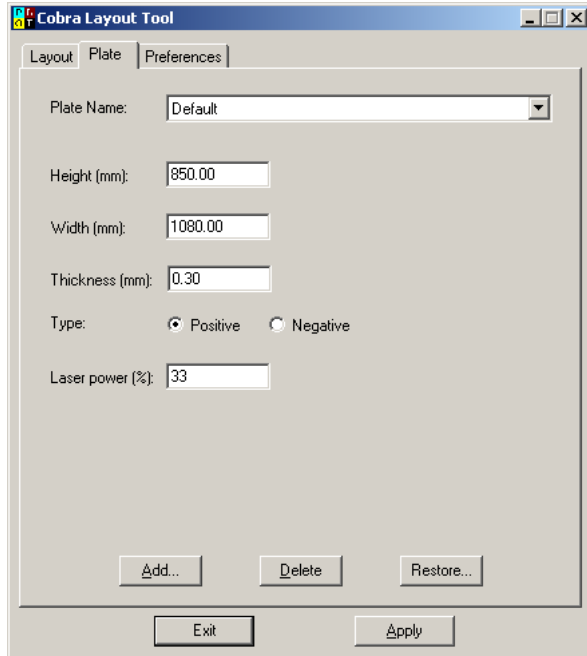 Cobra Layout Tool
Layout Plate Preferences
Plate Name: Default
Height (mm): 850.00
Width (mm): 1080.00
Thickness (mm): 0.30
Type: Positive Negative
Laser power (%): 33
Add... Delete Restore...
Exit Apply